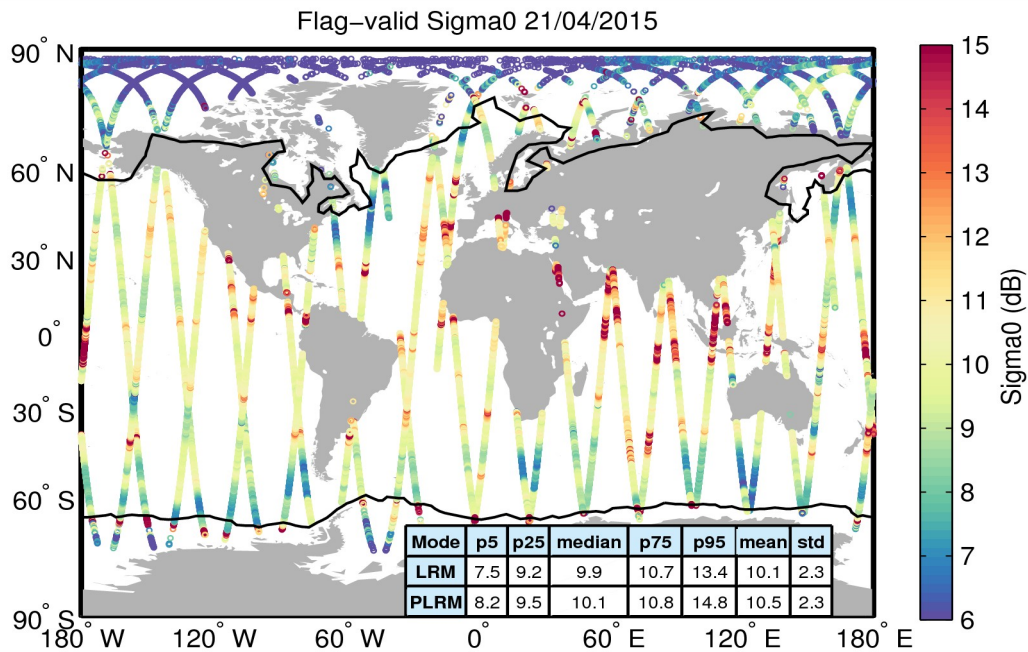 Flag-valid Sigma0 21/04/2015
90° N
60° N
30° N
0°
30° S
60° S
90° S
180° W
120° W
60° W
0°
60° E
120° E
180° E
Mode p5 p25 median p75 p95 mean std
LRM 7.5 9.2 9.9 10.7 13.4 10.1 2.3
PLRM 8.2 9.5 10.1 10.8 14.8 10.5 2.3
15
14
13
12
11
10
9
8
7
6
Sigma0 (dB)